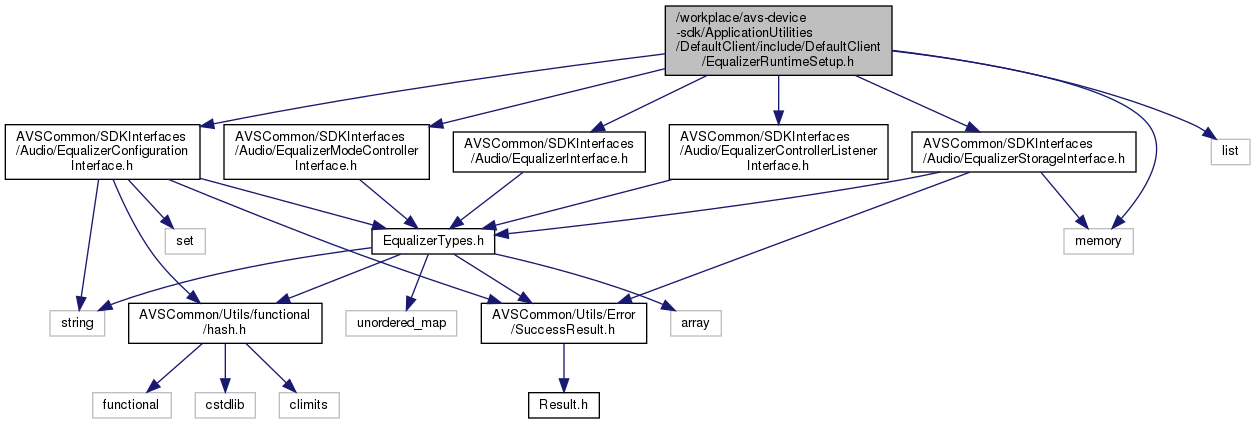 /workplace/avs-device
-sdk/ApplicationUtilities
/DefaultClient/include/DefaultClient
/EqualizerRuntimeSetup.h
AVSCommon/SDKInterfaces
/Audio/EqualizerConfiguration
Interface.h
AVSCommon/SDKInterfaces
/Audio/EqualizerModeController
Interface.h
AVSCommon/SDKInterfaces
/Audio/EqualizerInterface.h
AVSCommon/SDKInterfaces
/Audio/EqualizerControllerListener
Interface.h
AVSCommon/SDKInterfaces
/Audio/EqualizerStorageInterface.h
list
set
EqualizerTypes.h
memory
string
AVSCommon/Utils/functional
/hash.h
unordered_map
AVSCommon/Utils/Error
/SuccessResult.h
array
functional
cstdlib
climits
Result.h